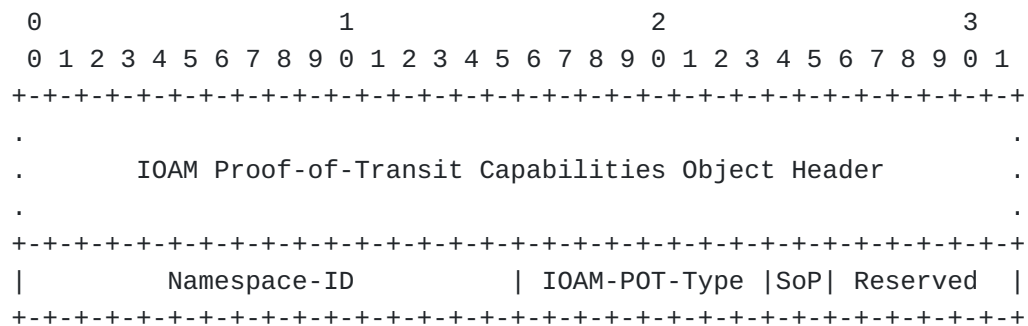 0                   1                   2                   3
 0 1 2 3 4 5 6 7 8 9 0 1 2 3 4 5 6 7 8 9 0 1 2 3 4 5 6 7 8 9 0 1
+-+-+-+-+-+-+-+-+-+-+-+-+-+-+-+-+-+-+-+-+-+-+-+-+-+-+-+-+-+-+-+-+
.                                                               .
.       IOAM Proof-of-Transit Capabilities Object Header        .
.                                                               .
+-+-+-+-+-+-+-+-+-+-+-+-+-+-+-+-+-+-+-+-+-+-+-+-+-+-+-+-+-+-+-+-+
|         Namespace-ID          | IOAM-POT-Type |SoP| Reserved  |
+-+-+-+-+-+-+-+-+-+-+-+-+-+-+-+-+-+-+-+-+-+-+-+-+-+-+-+-+-+-+-+-+